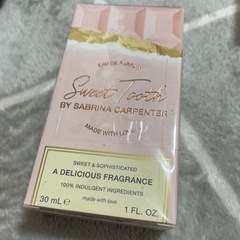 EAU DE PARFUM
Sweet Tooth
BY SABRINA CARPENTER
MADE WITH LOVE
SWEET & SOPHISTICATED
A DELICIOUS FRAGRANCE
100% INDULGENT INGREDIENTS
made with love
30 mL e
1 FL. OZ.